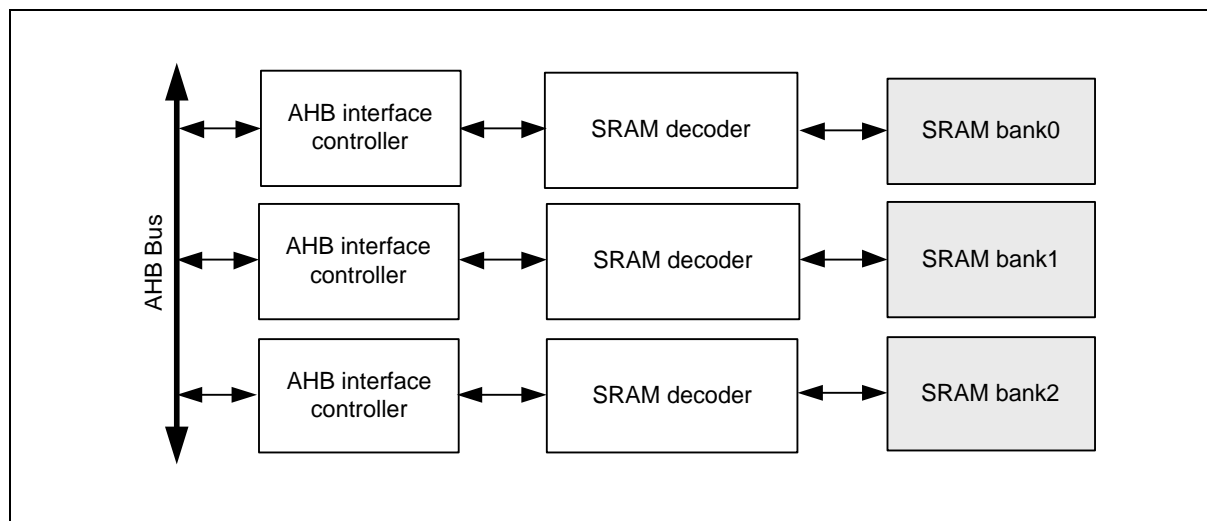 AHB Bus
AHB interface
controller
SRAM decoder
SRAM bank0
AHB interface
controller
SRAM decoder
SRAM bank1
AHB interface
controller
SRAM decoder
SRAM bank2